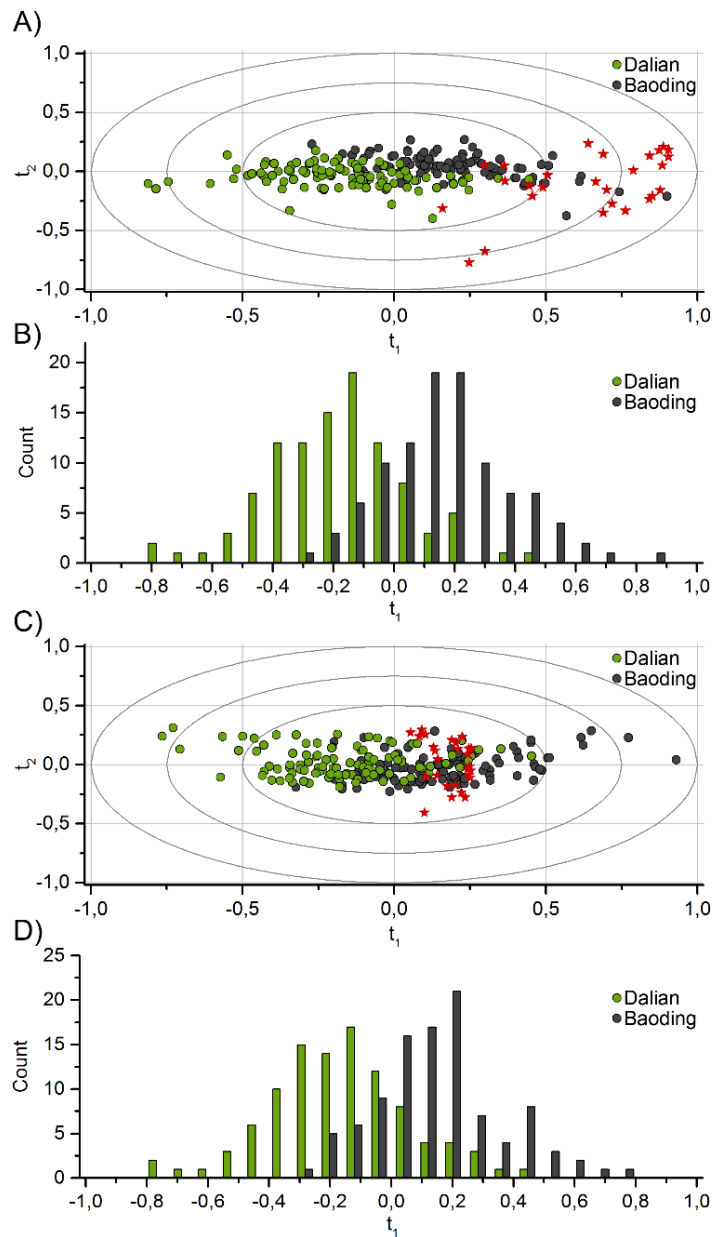 A)
1,0
0,5
0,0
-0,5
-1,0
t2
Dalian
Baoding
-1,0 -0,5 0,0 0,5 1,0
t1
B)
20
15
10
5
0
Count
Dalian
Baoding
-1,0 -0,8 -0,6 -0,4 -0,2 0,0 0,2 0,4 0,6 0,8 1,0
t1
C)
1,0
0,5
0,0
-0,5
-1,0
t2
Dalian
Baoding
-1,0 -0,5 0,0 0,5 1,0
t1
D)
25
20
15
10
5
0
Count
Dalian
Baoding
-1,0 -0,8 -0,6 -0,4 -0,2 0,0 0,2 0,4 0,6 0,8 1,0
t1